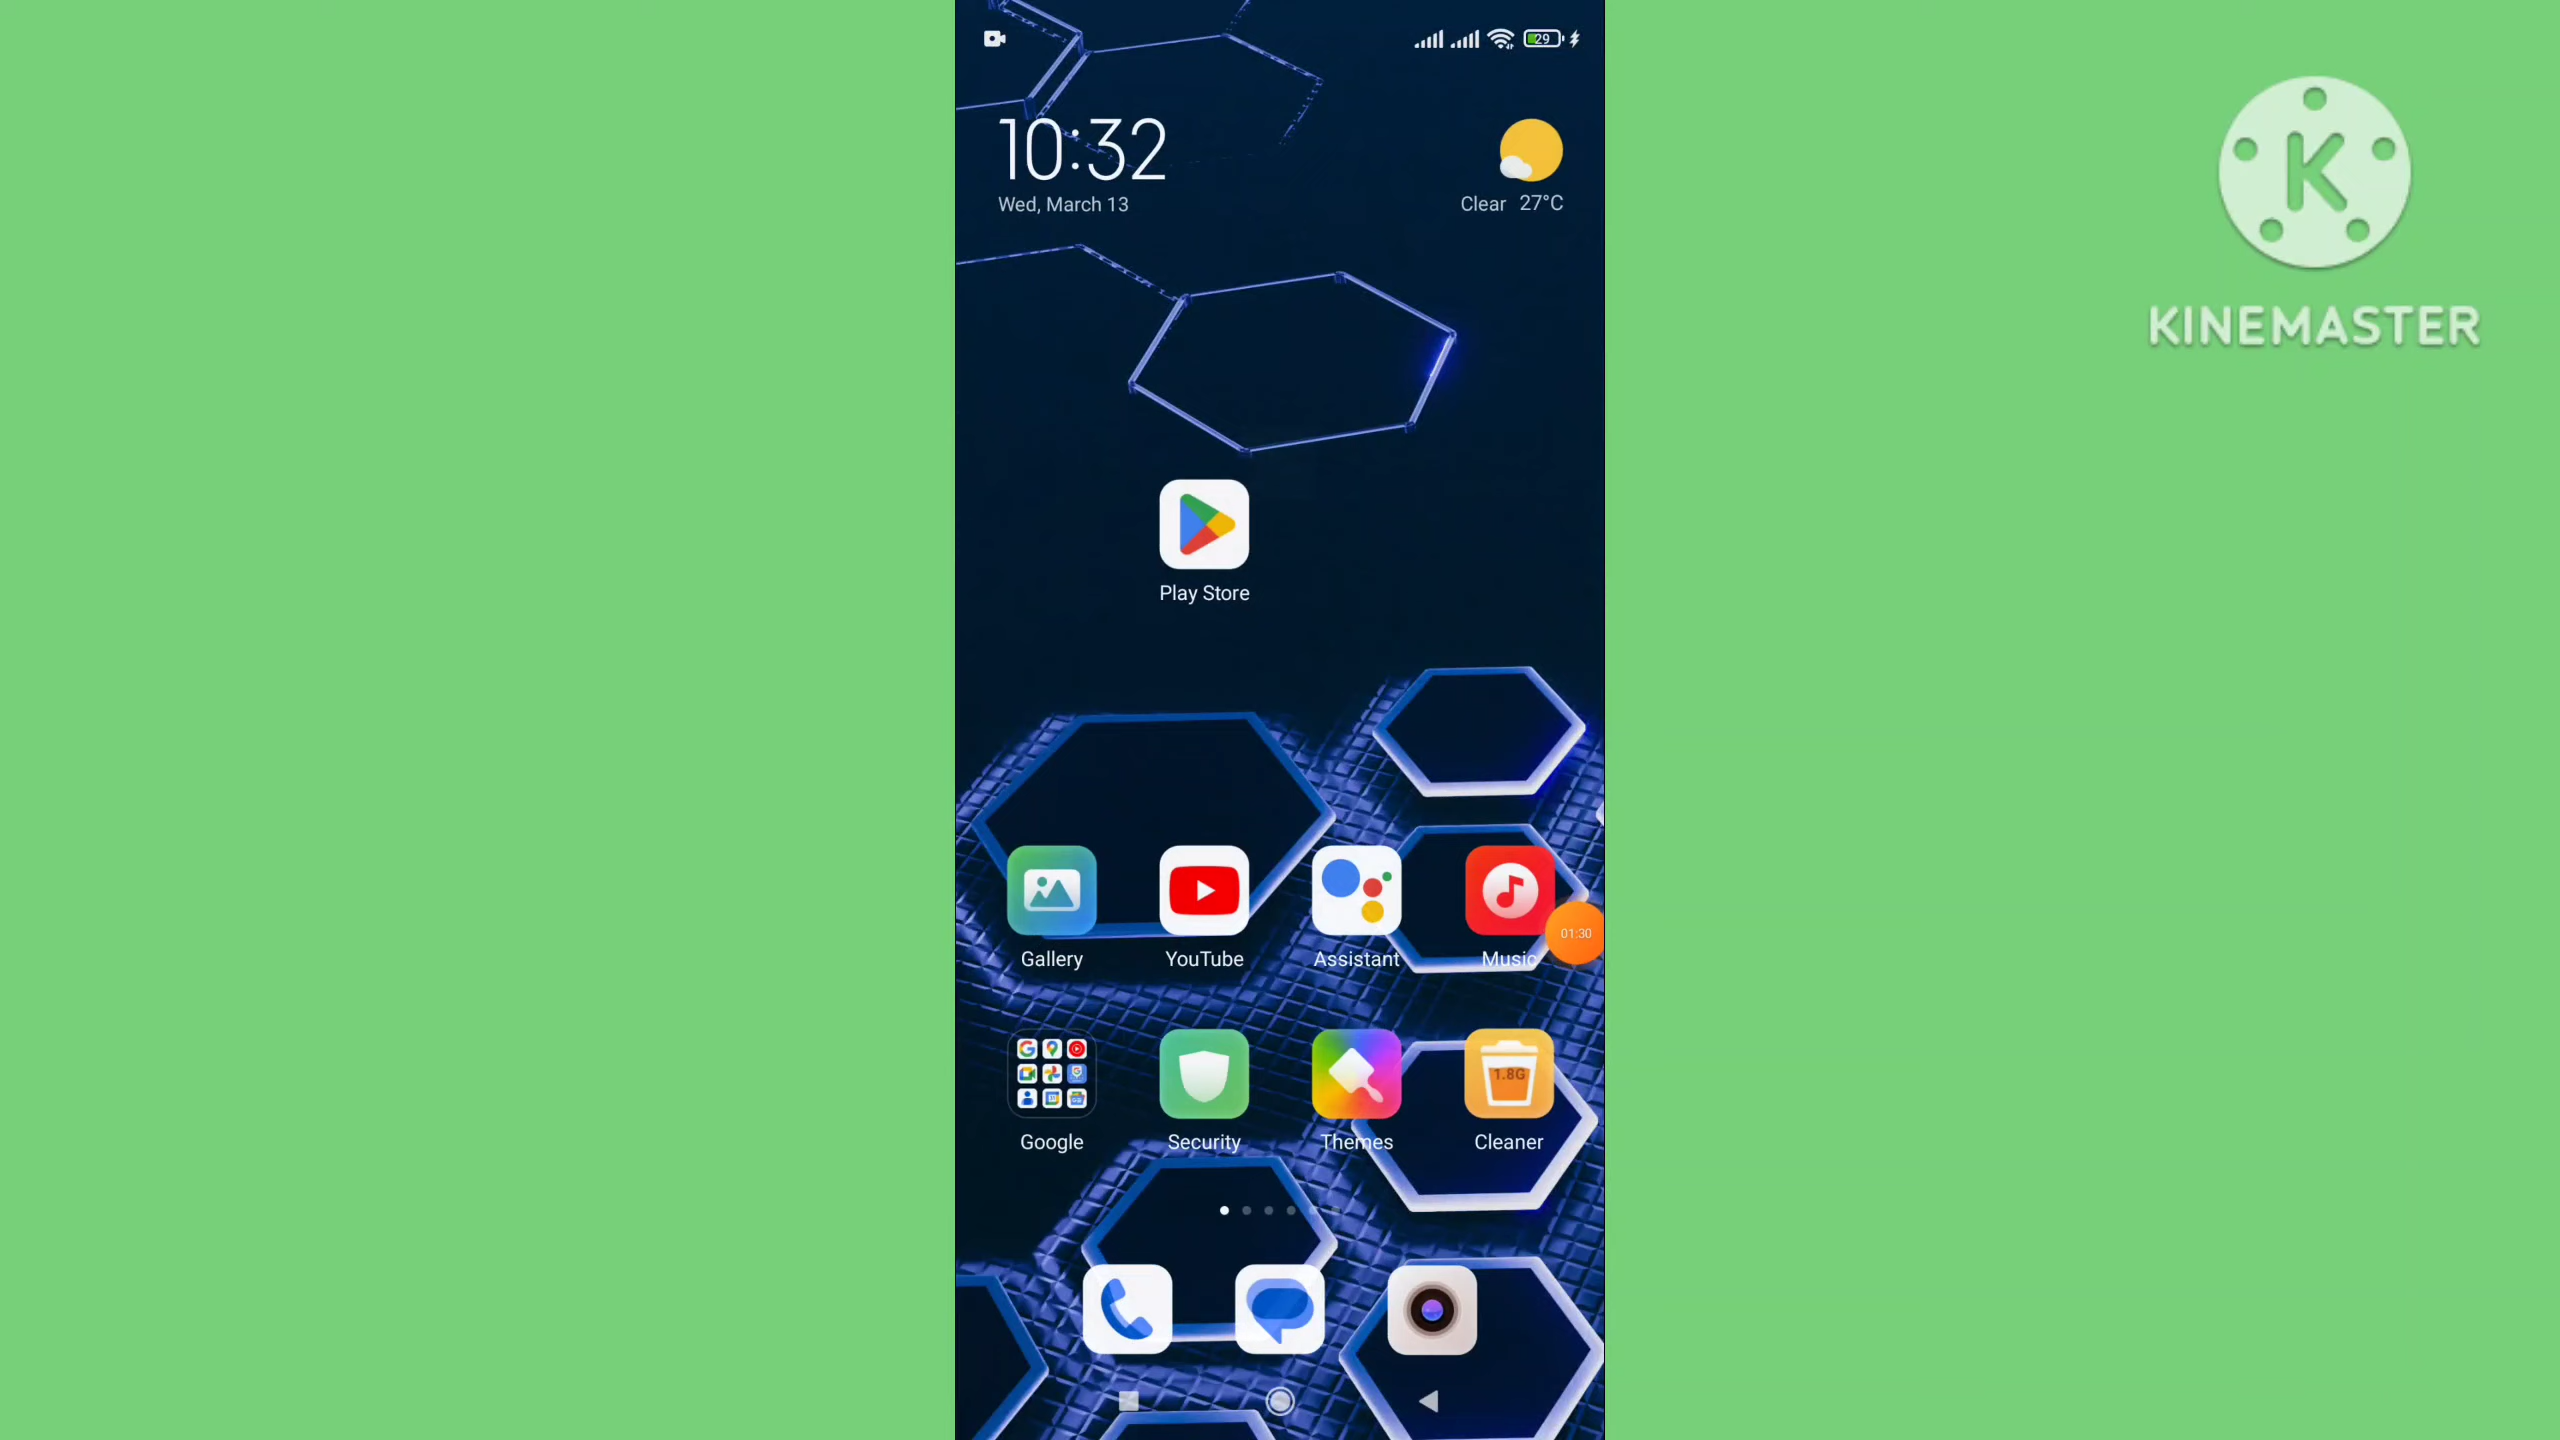 29
10:32
Wed, March 13
Clear 27°C
K
KINEMASTER
Play Store
Gallery
YouTube
Assistant
Music
01:30
1.8G
Google
Security
Themes
Cleaner